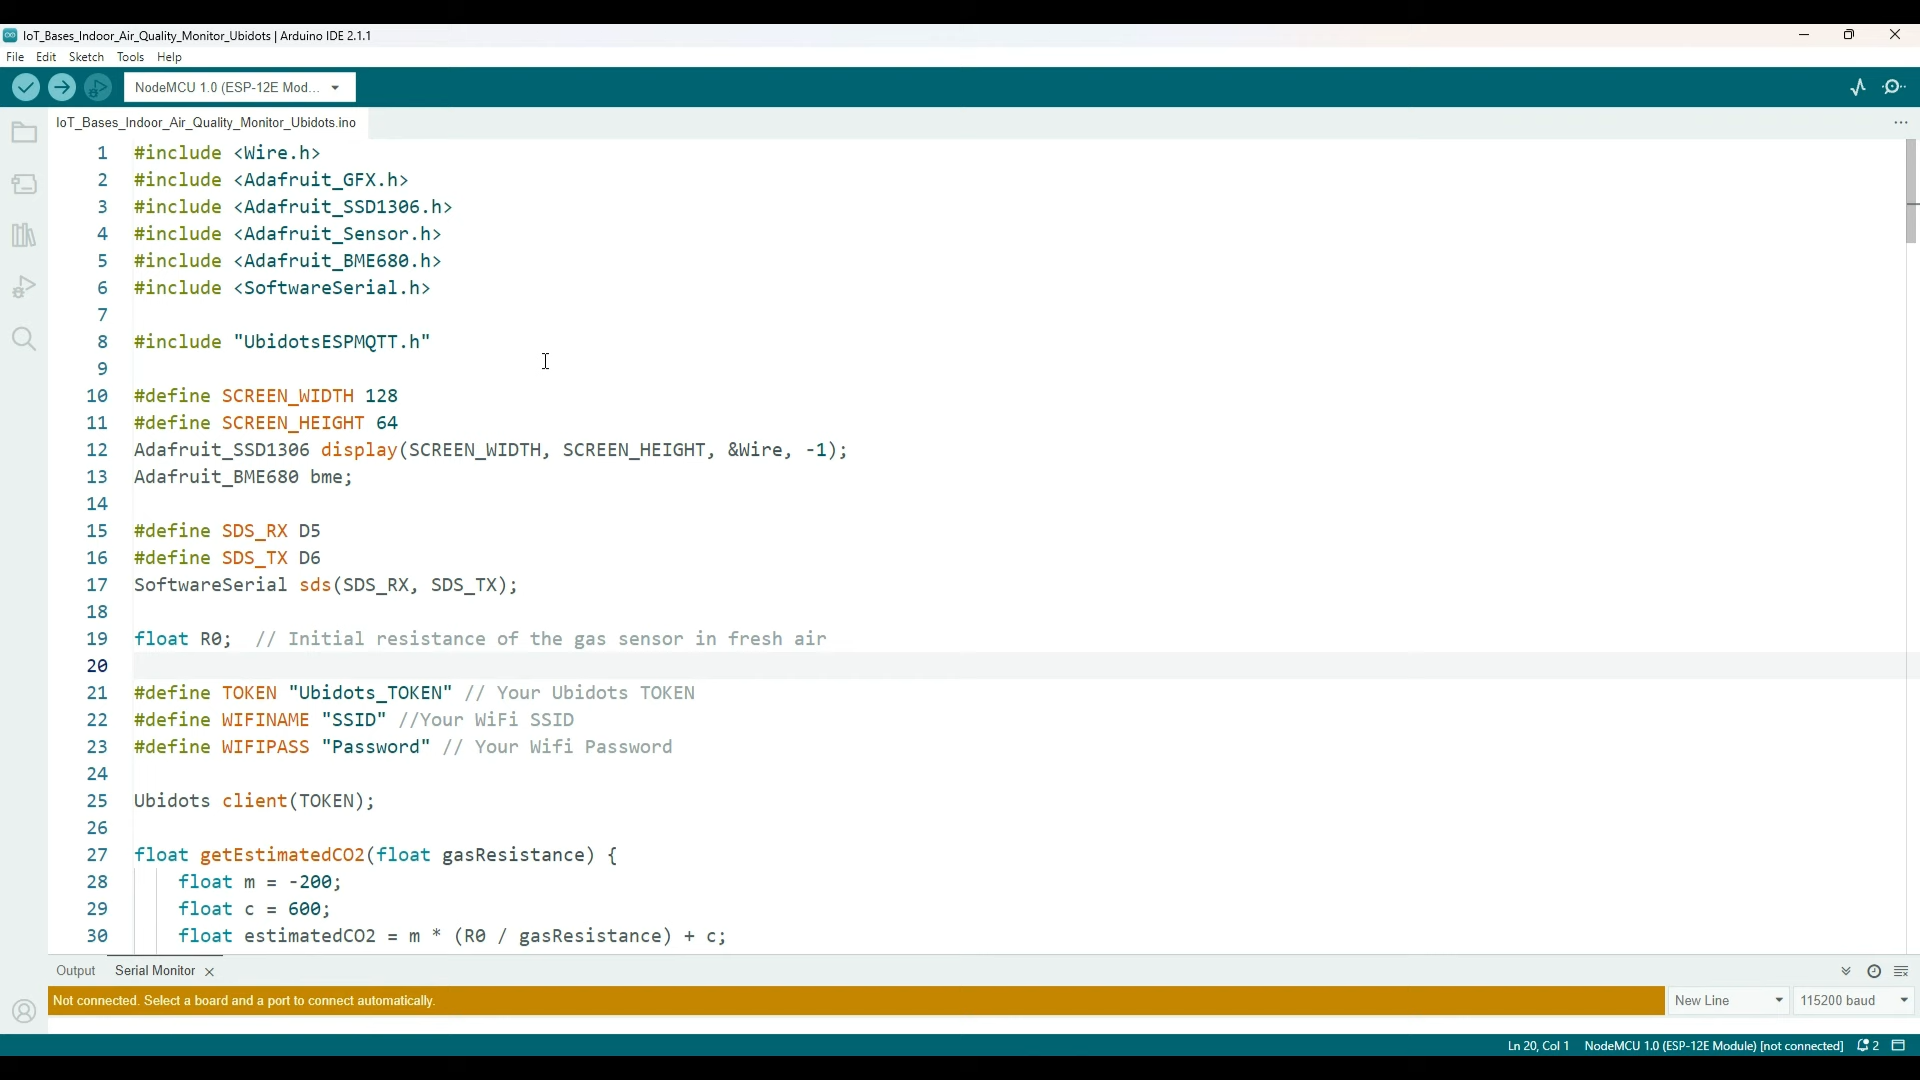 IoT_Bases_Indoor_Air_Quality_Monitor_Ubidots | Arduino IDE 2.1.1
File Edit Sketch Tools Help
NodeMCU 1.0 (ESP-12E Mod...
IoT_Bases_Indoor_Air_Quality_Monitor_Ubidots.ino
1 #include <Wire.h>
2 #include <Adafruit_GFX.h>
3 #include <Adafruit_SSD1306.h>
4 #include <Adafruit_Sensor.h>
5 #include <Adafruit_BME680.h>
6 #include <SoftwareSerial.h>
7
8 #include "UbidotsESPMQTT.h"
9
10 #define SCREEN_WIDTH 128
11 #define SCREEN_HEIGHT 64
12 Adafruit_SSD1306 display(SCREEN_WIDTH, SCREEN_HEIGHT, &Wire, -1);
13 Adafruit_BME680 bme;
14
15 #define SDS_RX D5
16 #define SDS_TX D6
17 SoftwareSerial sds(SDS_RX, SDS_TX);
18
19 float R0;  // Initial resistance of the gas sensor in fresh air
20
21 #define TOKEN "Ubidots_TOKEN" // Your Ubidots TOKEN
22 #define WIFINAME "SSID" //Your WiFi SSID
23 #define WIFIPASS "Password" // Your Wifi Password
24
25 Ubidots client(TOKEN);
26
27 float getEstimatedCO2(float gasResistance) {
28     float m = -200;
29     float c = 600;
30     float estimatedCO2 = m * (R0 / gasResistance) + c;
Output Serial Monitor
Not connected. Select a board and a port to connect automatically. New Line 115200 baud
Ln 20, Col 1 NodeMCU 1.0 (ESP-12E Module) [not connected] 2